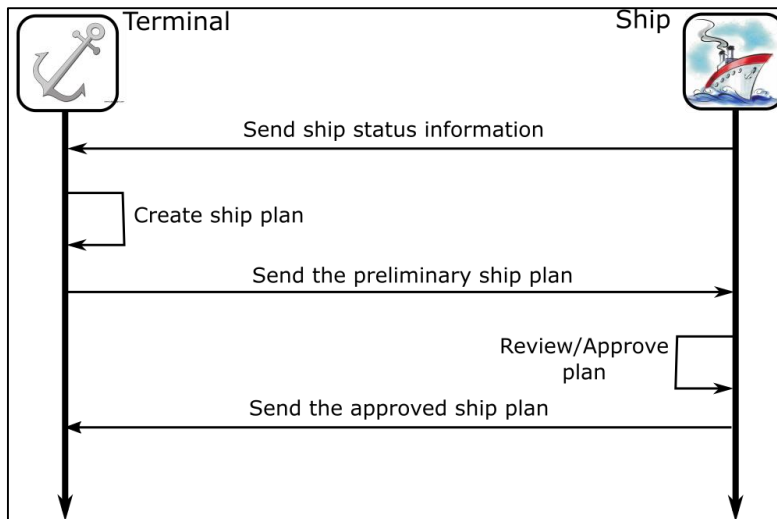 Terminal
Ship
Send ship status information
Create ship plan
Send the preliminary ship plan
Review/Approve
plan
Send the approved ship plan